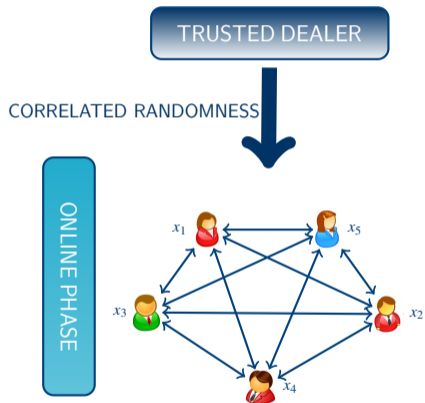 TRUSTED DEALER
CORRELATED RANDOMNESS
ONLINE PHASE
x₁
x₅
x₃
x₂
x₄